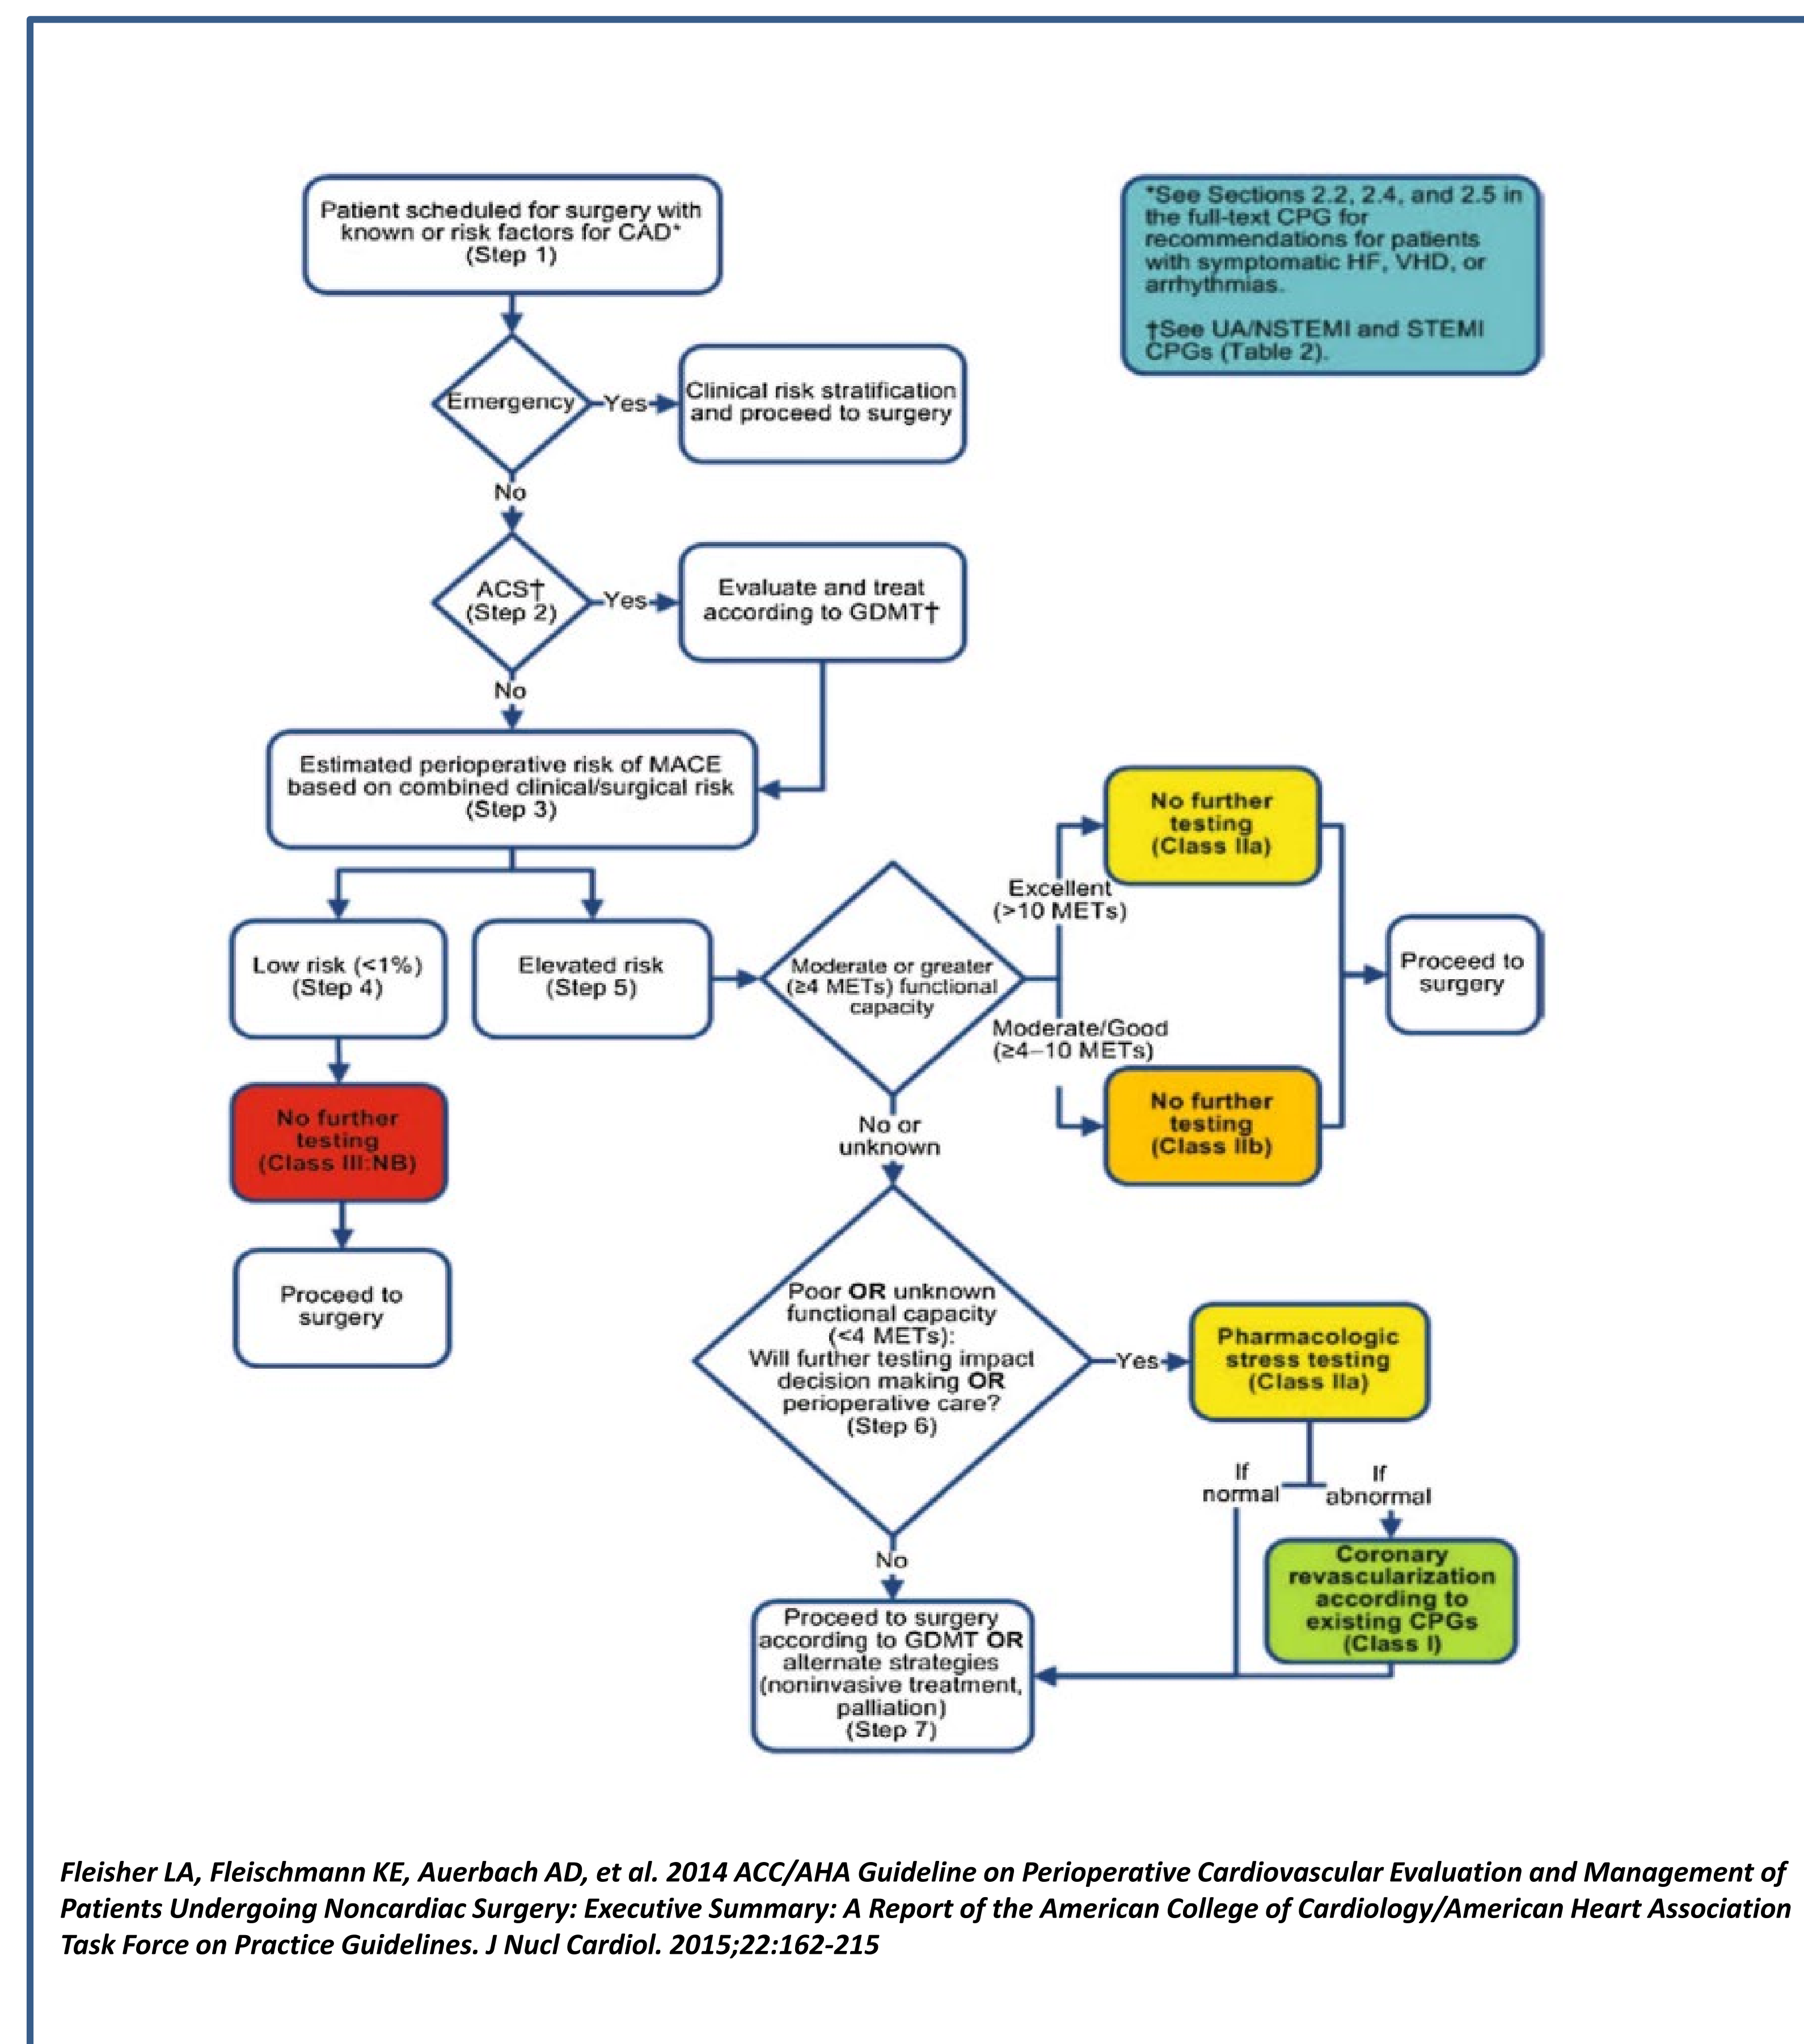 Patient scheduled for surgery with
known or risk factors for CAD*
(Step 1)
*See Sections 2.2, 2.4, and 2.5 in
the full-text CPG for
recommendations for patients
with symptomatic HF, VHD, or
arrhythmias.
†See UA/NSTEMI and STEMI
CPGs (Table 2).
Emergency
Yes
Clinical risk stratification
and proceed to surgery
No
ACS†
(Step 2)
Yes
Evaluate and treat
according to GDMT†
No
Estimated perioperative risk of MACE
based on combined clinical/surgical risk
(Step 3)
Low risk (<1%)
(Step 4)
Elevated risk
(Step 5)
Moderate or greater
(≥4 METs) functional
capacity
Excellent
(>10 METs)
No further
testing
(Class IIa)
Moderate/Good
(≥4–10 METs)
No further
testing
(Class IIb)
Proceed to
surgery
No further
testing
(Class III:NB)
Proceed to
surgery
No or
unknown
Poor OR unknown
functional capacity
(<4 METs):
Will further testing impact
decision making OR
perioperative care?
(Step 6)
Yes
Pharmacologic
stress testing
(Class IIa)
If
normal
If
abnormal
Coronary
revascularization
according to
existing CPGs
(Class I)
No
Proceed to surgery
according to GDMT OR
alternate strategies
(noninvasive treatment,
palliation)
(Step 7)
Fleisher LA, Fleischmann KE, Auerbach AD, et al. 2014 ACC/AHA Guideline on Perioperative Cardiovascular Evaluation and Management of
Patients Undergoing Noncardiac Surgery: Executive Summary: A Report of the American College of Cardiology/American Heart Association
Task Force on Practice Guidelines. J Nucl Cardiol. 2015;22:162-215